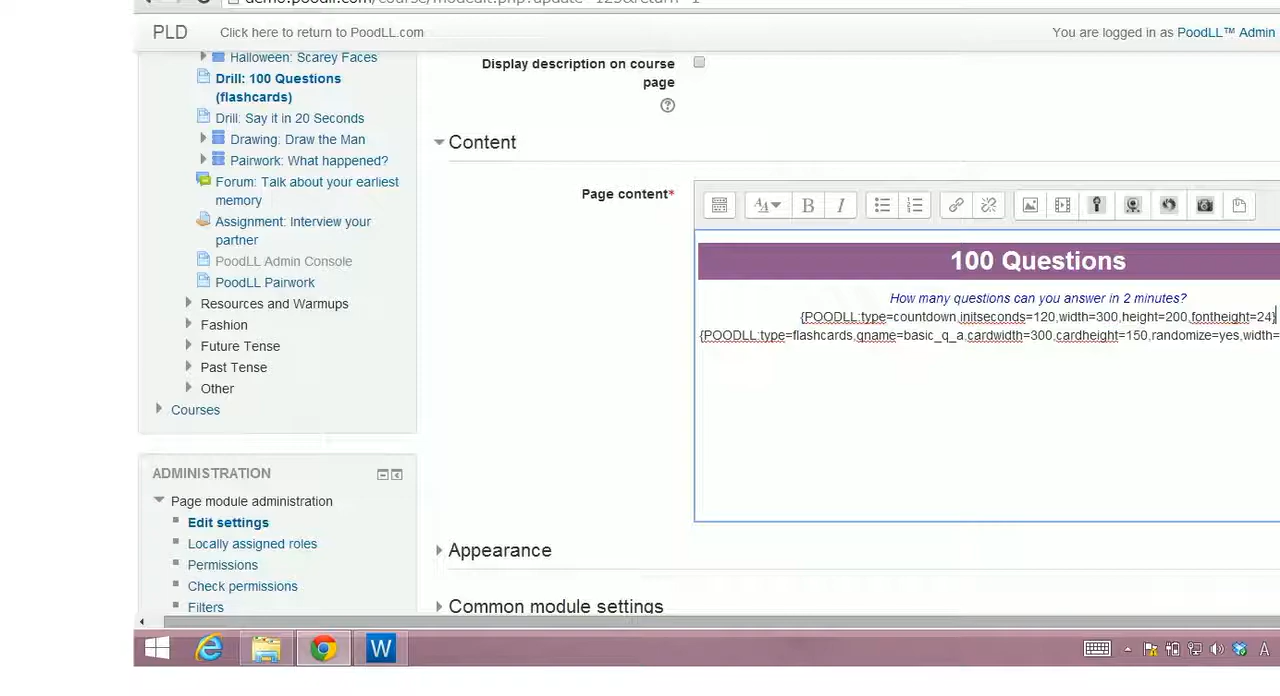 PLD
Click here to return to PoodLL.com
You are logged in as PoodLL™ Admin
Halloween: Scarey Faces
Drill: 100 Questions
(flashcards)
Drill: Say it in 20 Seconds
Drawing: Draw the Man
Pairwork: What happened?
Forum: Talk about your earliest
memory
Assignment: Interview your
partner
PoodLL Admin Console
PoodLL Pairwork
Resources and Warmups
Fashion
Future Tense
Past Tense
Other
Courses
ADMINISTRATION
Page module administration
Edit settings
Locally assigned roles
Permissions
Check permissions
Filters
Display description on course
page
Content
Page content*
B I
100 Questions
How many questions can you answer in 2 minutes?
{POODLL:type=countdown,initseconds=120,width=300,height=200,fontheight=24}
{POODLL:type=flashcards,qname=basic_q_a,cardwidth=300,cardheight=150,randomize=yes,width=
Appearance
Common module settings
W
A